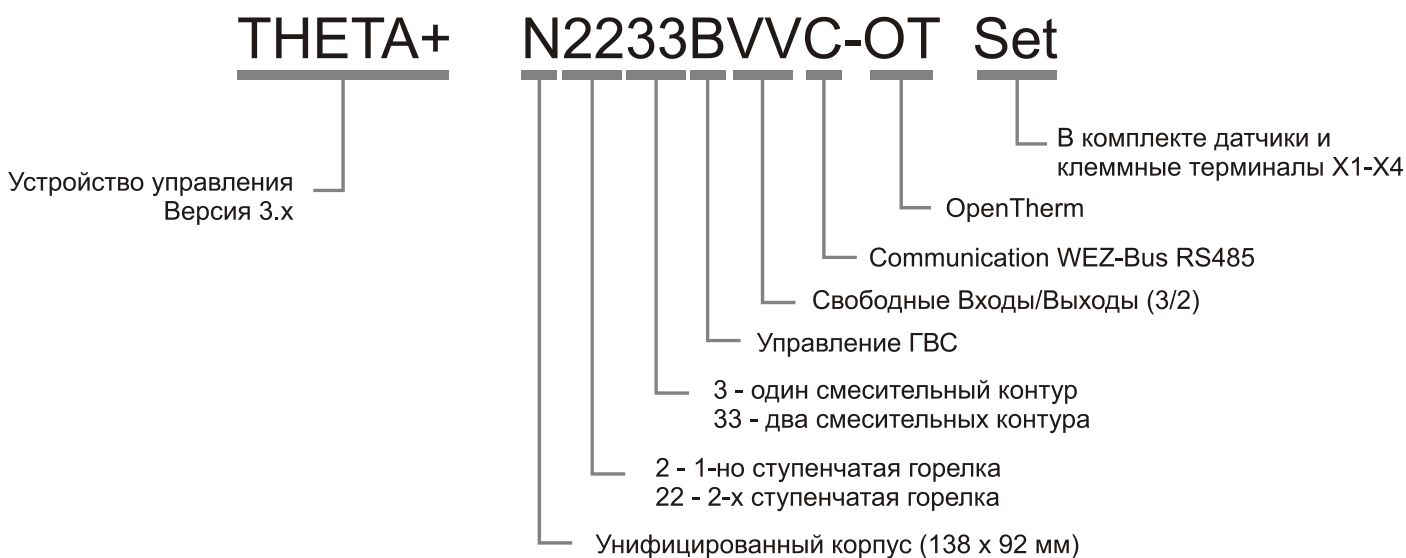 THETA+ N2233BVVC-OT Set
В комплекте датчики и
клеммные терминалы X1-X4
Устройство управления
Версия 3.x
OpenTherm
Communication WEZ-Bus RS485
Свободные Входы/Выходы (3/2)
Управление ГВС
3 - один смесительный контур
33 - два смесительных контура
2 - 1-но ступенчатая горелка
22 - 2-х ступенчатая горелка
Унифицированный корпус (138 x 92 мм)